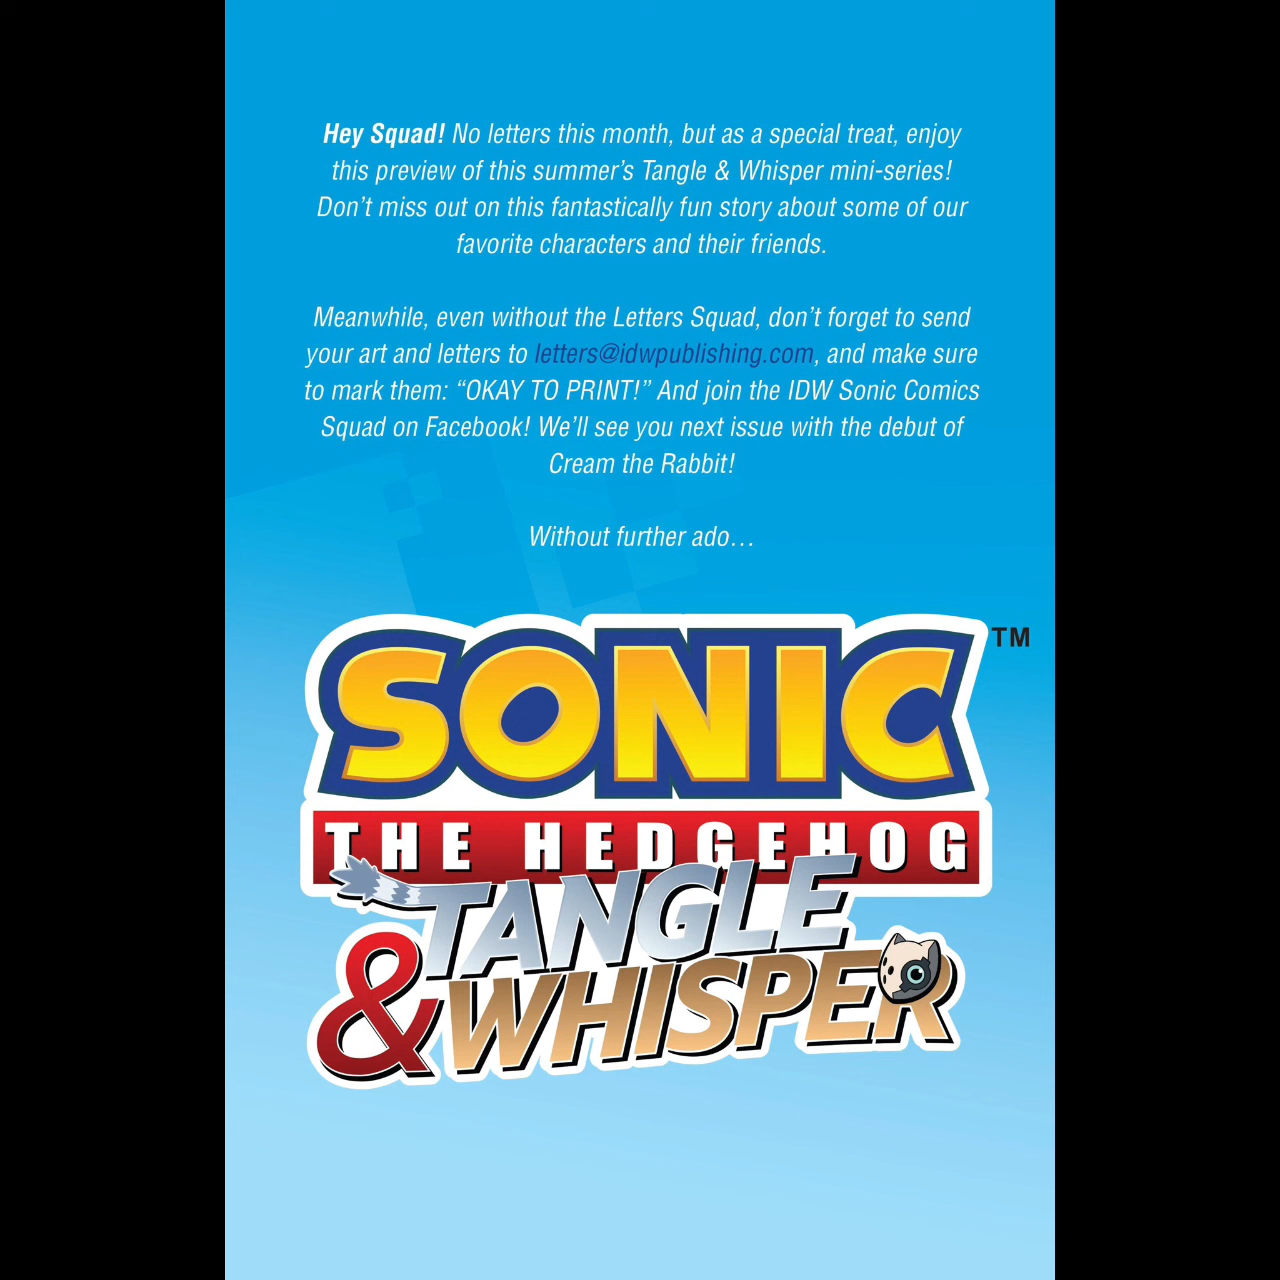 Hey Squad! No letters this month, but as a special treat, enjoy
this preview of this summer’s Tangle & Whisper mini-series!
Don’t miss out on this fantastically fun story about some of our
favorite characters and their friends.
Meanwhile, even without the Letters Squad, don’t forget to send
your art and letters to letters@idwpublishing.com, and make sure
to mark them: “OKAY TO PRINT!” And join the IDW Sonic Comics
Squad on Facebook! We’ll see you next issue with the debut of
Cream the Rabbit!
Without further ado…
SONIC TM
THE HEDGEHOG
TANGLE
& WHISPER